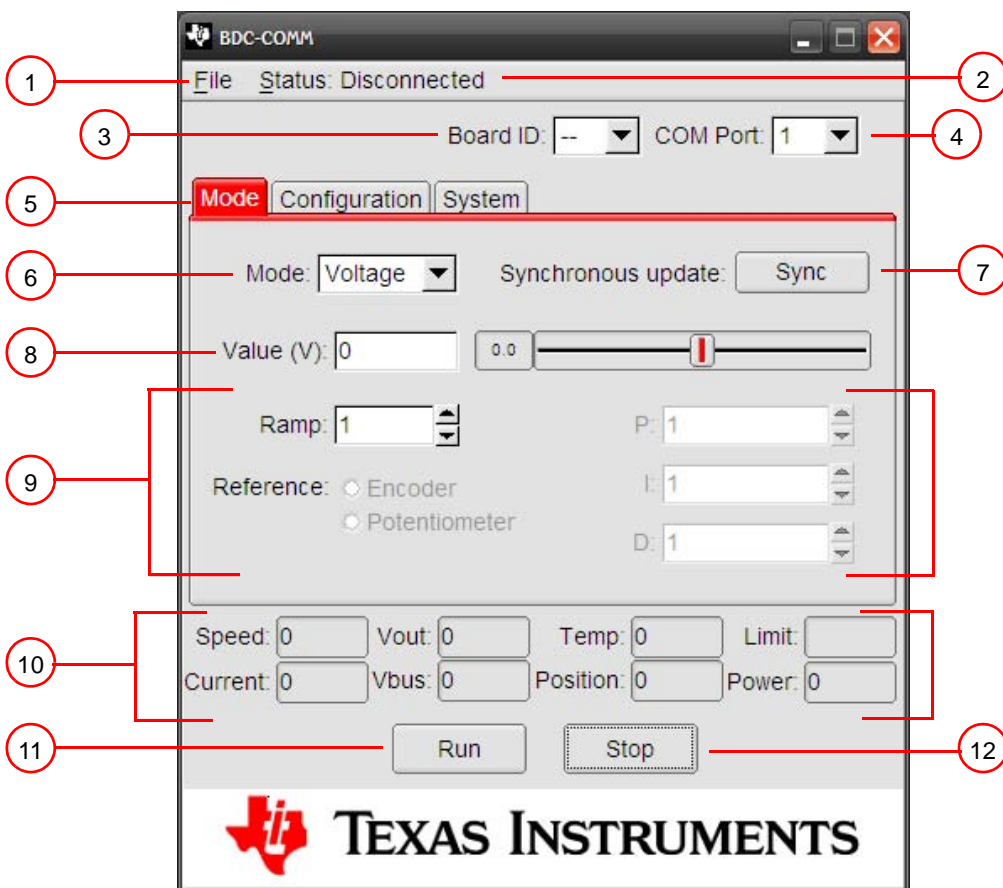 BDC-COMM
1 File Status: Disconnected 2
3 Board ID: -- COM Port: 1 4
5 Mode Configuration System
6 Mode: Voltage Synchronous update: Sync 7
8 Value (V): 0 0.0
Ramp: 1 P: 1
9 Reference: Encoder I: 1
Potentiometer
D: 1
Speed: 0 Vout: 0 Temp: 0 Limit:
10
Current: 0 Vbus: 0 Position: 0 Power: 0
11 Run Stop 12
TEXAS INSTRUMENTS